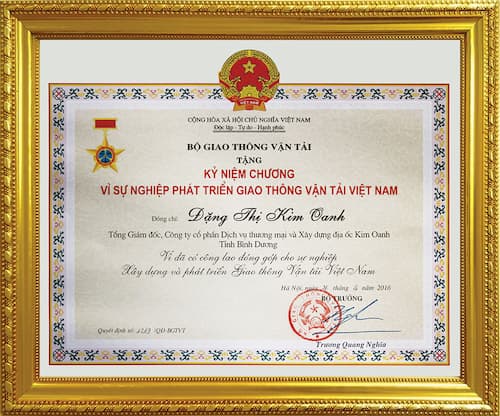 VIỆT NAM
CỘNG HÒA XÃ HỘI CHỦ NGHĨA VIỆT NAM
Độc lập - Tự do - Hạnh phúc
BỘ GIAO THÔNG VẬN TẢI
TẶNG
KỶ NIỆM CHƯƠNG
VÌ SỰ NGHIỆP PHÁT TRIỂN GIAO THÔNG VẬN TẢI VIỆT NAM
Đồng chí: Đặng Thị Kim Oanh
Tổng Giám đốc, Công ty cổ phần Dịch vụ thương mại và Xây dựng địa ốc Kim Oanh
Tỉnh Bình Dương
Vì đã có công lao đóng góp cho sự nghiệp
Xây dựng và phát triển Giao thông Vận tải Việt Nam
Hà Nội, ngày tháng 4 năm 2016
BỘ TRƯỞNG
Quyết định số: /QĐ-BGTVT
Trương Quang Nghĩa